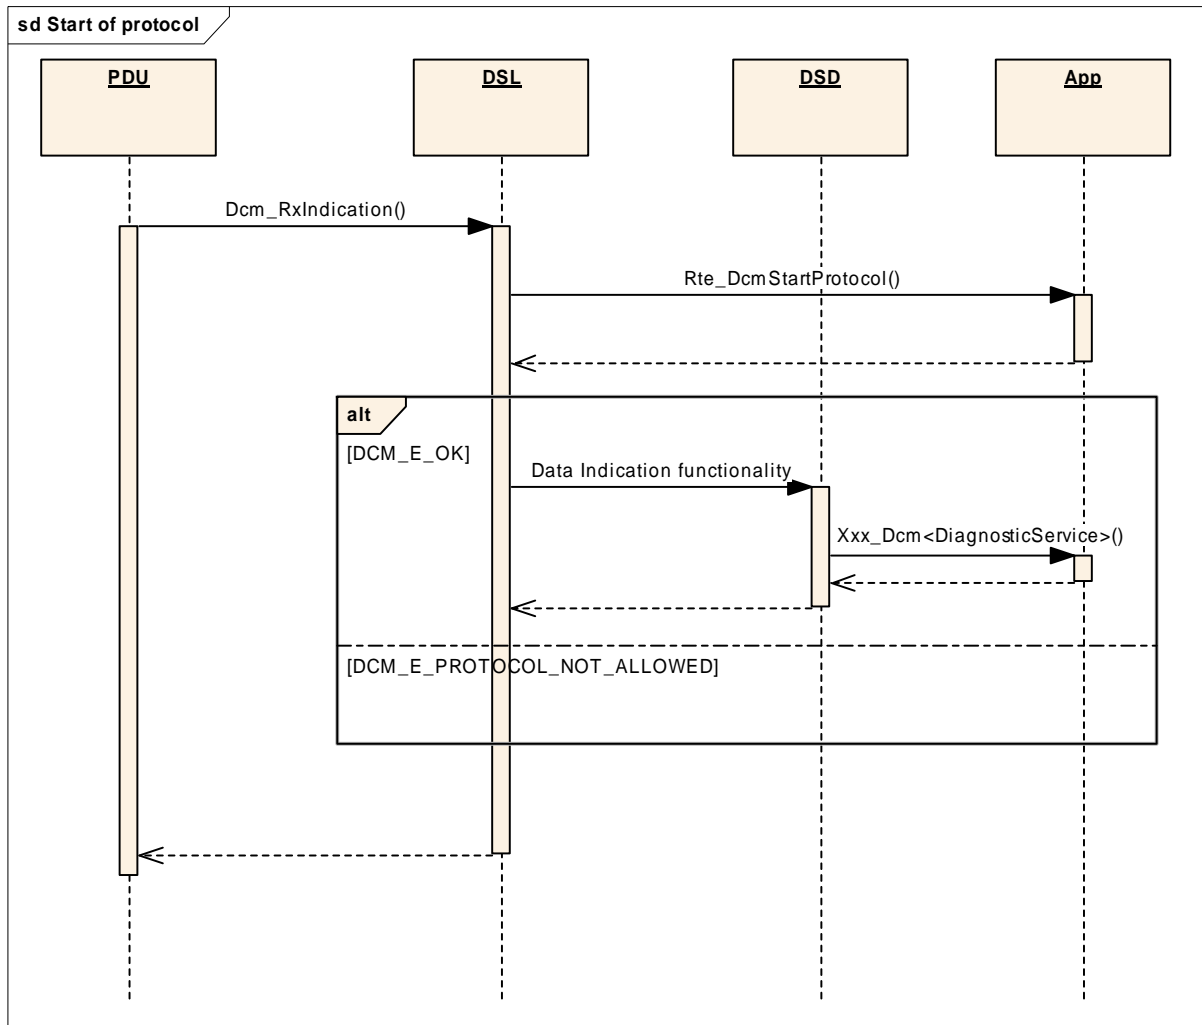 sd Start of protocol
PDU
DSL
DSD
App
Dcm_RxIndication()
Rte_DcmStartProtocol()
alt
[DCM_E_OK]
Data Indication functionality
Xxx_Dcm<DiagnosticService>()
[DCM_E_PROTOCOL_NOT_ALLOWED]